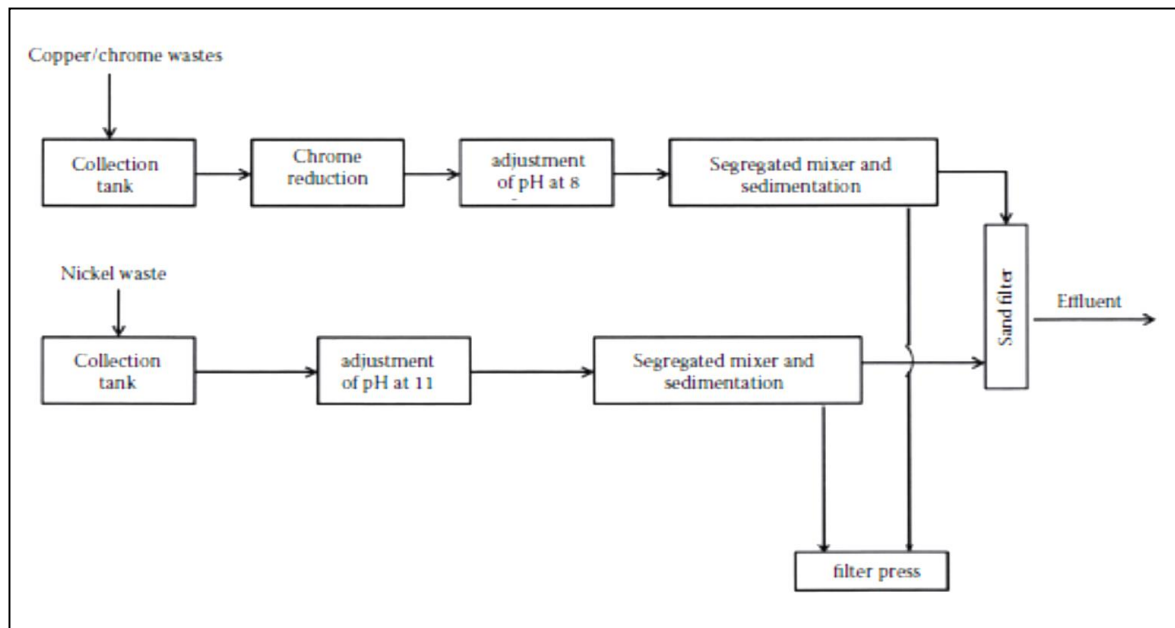 Copper/chrome wastes
Collection
tank
Chrome
reduction
adjustment
of pH at 8
Segregated mixer and
sedimentation
Nickel waste
Collection
tank
adjustment
of pH at 11
Segregated mixer and
sedimentation
Sand filter
Effluent
filter press